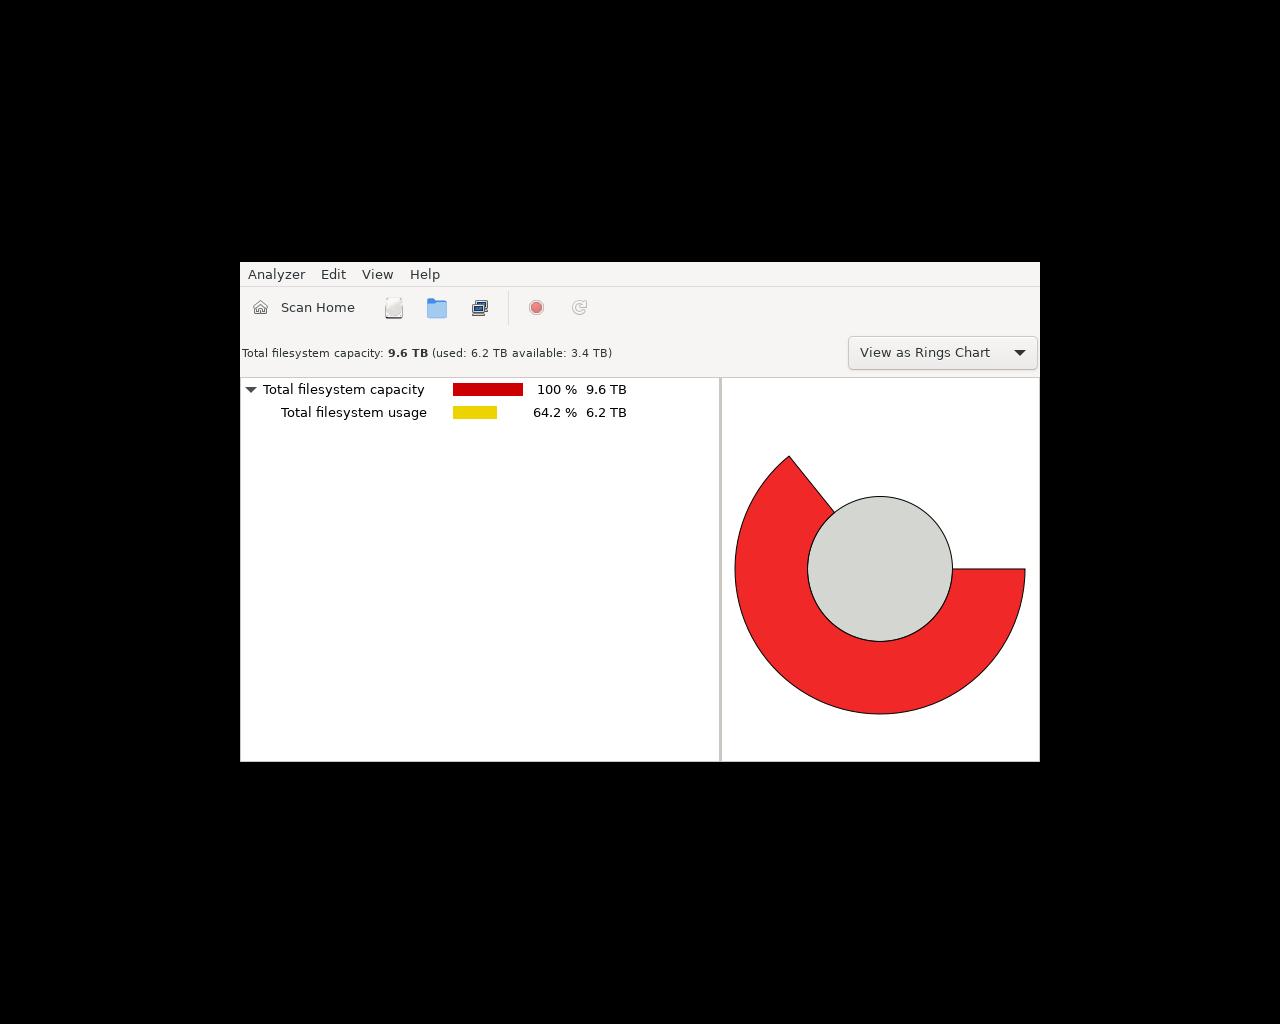 Analyzer Edit View Help
Scan Home
Total filesystem capacity: 9.6 TB (used: 6.2 TB available: 3.4 TB)
View as Rings Chart
Total filesystem capacity 100 % 9.6 TB
Total filesystem usage 64.2 % 6.2 TB